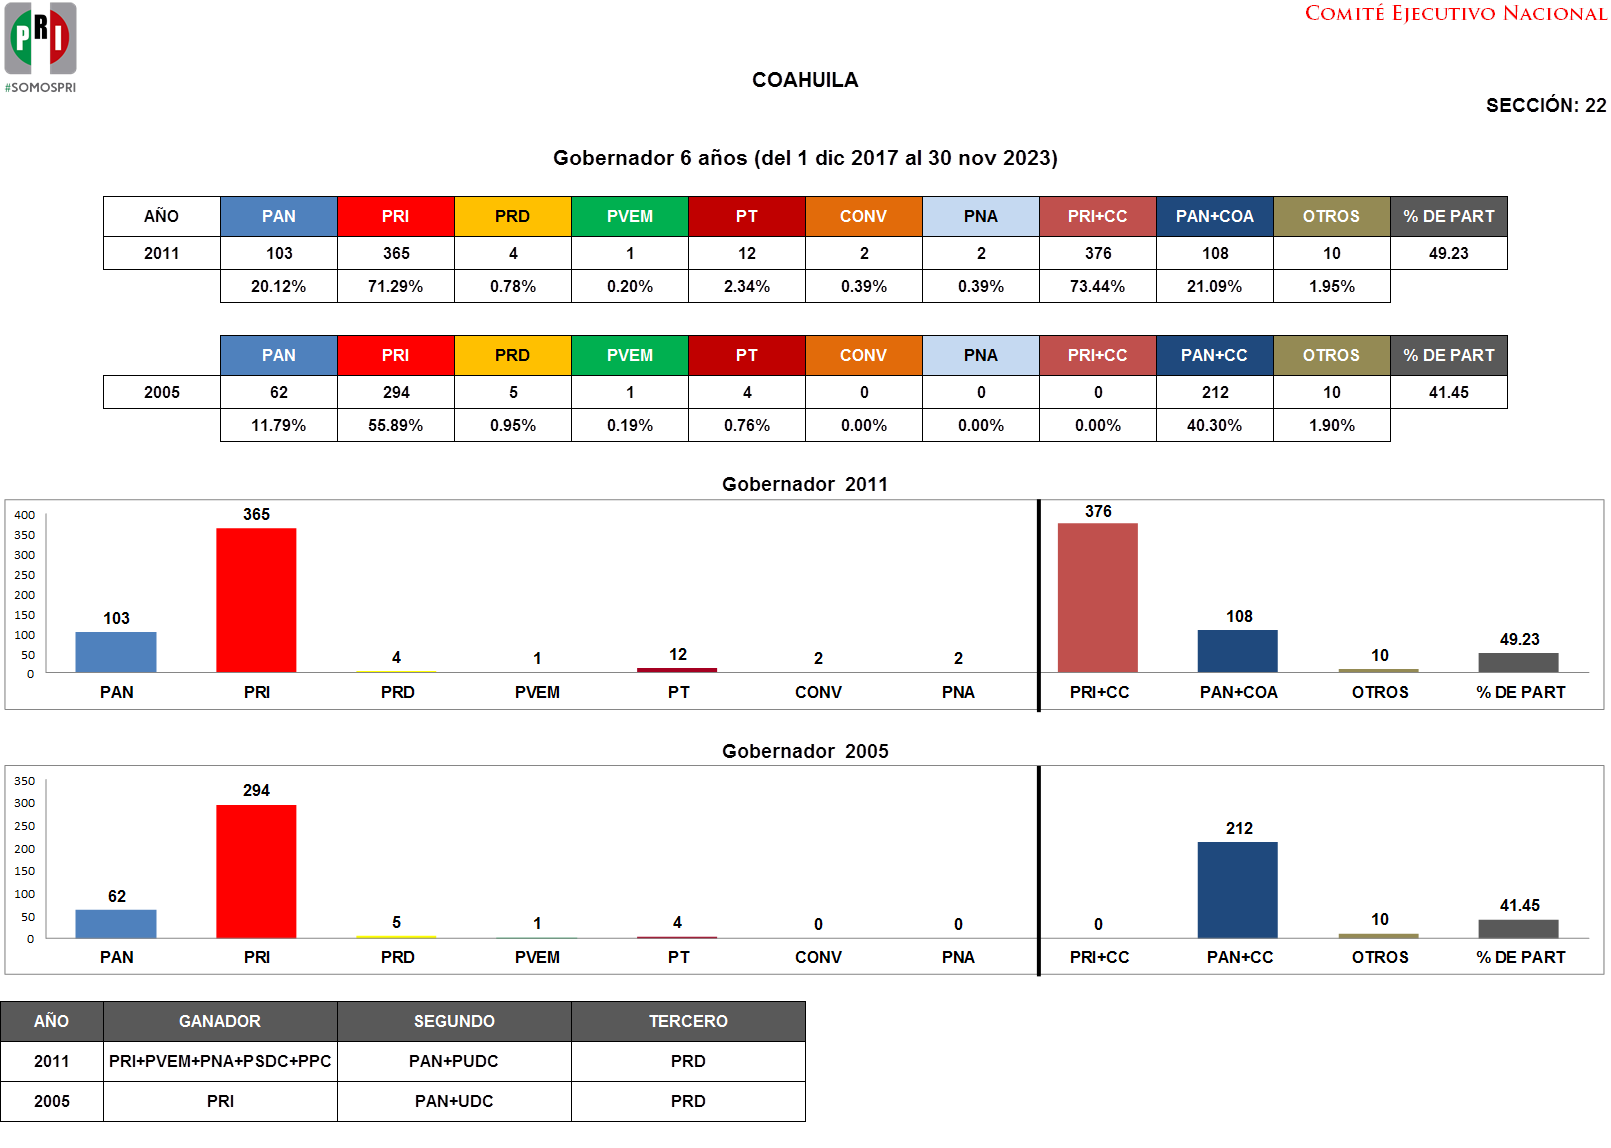 PRI
#SOMOSPRI
COMITÉ EJECUTIVO NACIONAL
COAHUILA
SECCIÓN: 22
Gobernador 6 años (del 1 dic 2017 al 30 nov 2023)
AÑO PAN PRI PRD PVEM PT CONV PNA PRI+CC PAN+COA OTROS % DE PART
2011 103 365 4 1 12 2 2 376 108 10 49.23
20.12% 71.29% 0.78% 0.20% 2.34% 0.39% 0.39% 73.44% 21.09% 1.95%
PAN PRI PRD PVEM PT CONV PNA PRI+CC PAN+CC OTROS % DE PART
2005 62 294 5 1 4 0 0 0 212 10 41.45
11.79% 55.89% 0.95% 0.19% 0.76% 0.00% 0.00% 0.00% 40.30% 1.90%
Gobernador 2011
400
350
300
250
200
150
100
50
0
103 365 4 1 12 2 2 376 108 10 49.23
PAN PRI PRD PVEM PT CONV PNA PRI+CC PAN+COA OTROS % DE PART
Gobernador 2005
350
300
250
200
150
100
50
0
62 294 5 1 4 0 0 0 212 10 41.45
PAN PRI PRD PVEM PT CONV PNA PRI+CC PAN+CC OTROS % DE PART
AÑO GANADOR SEGUNDO TERCERO
2011 PRI+PVEM+PNA+PSDC+PPC PAN+PUDC PRD
2005 PRI PAN+UDC PRD